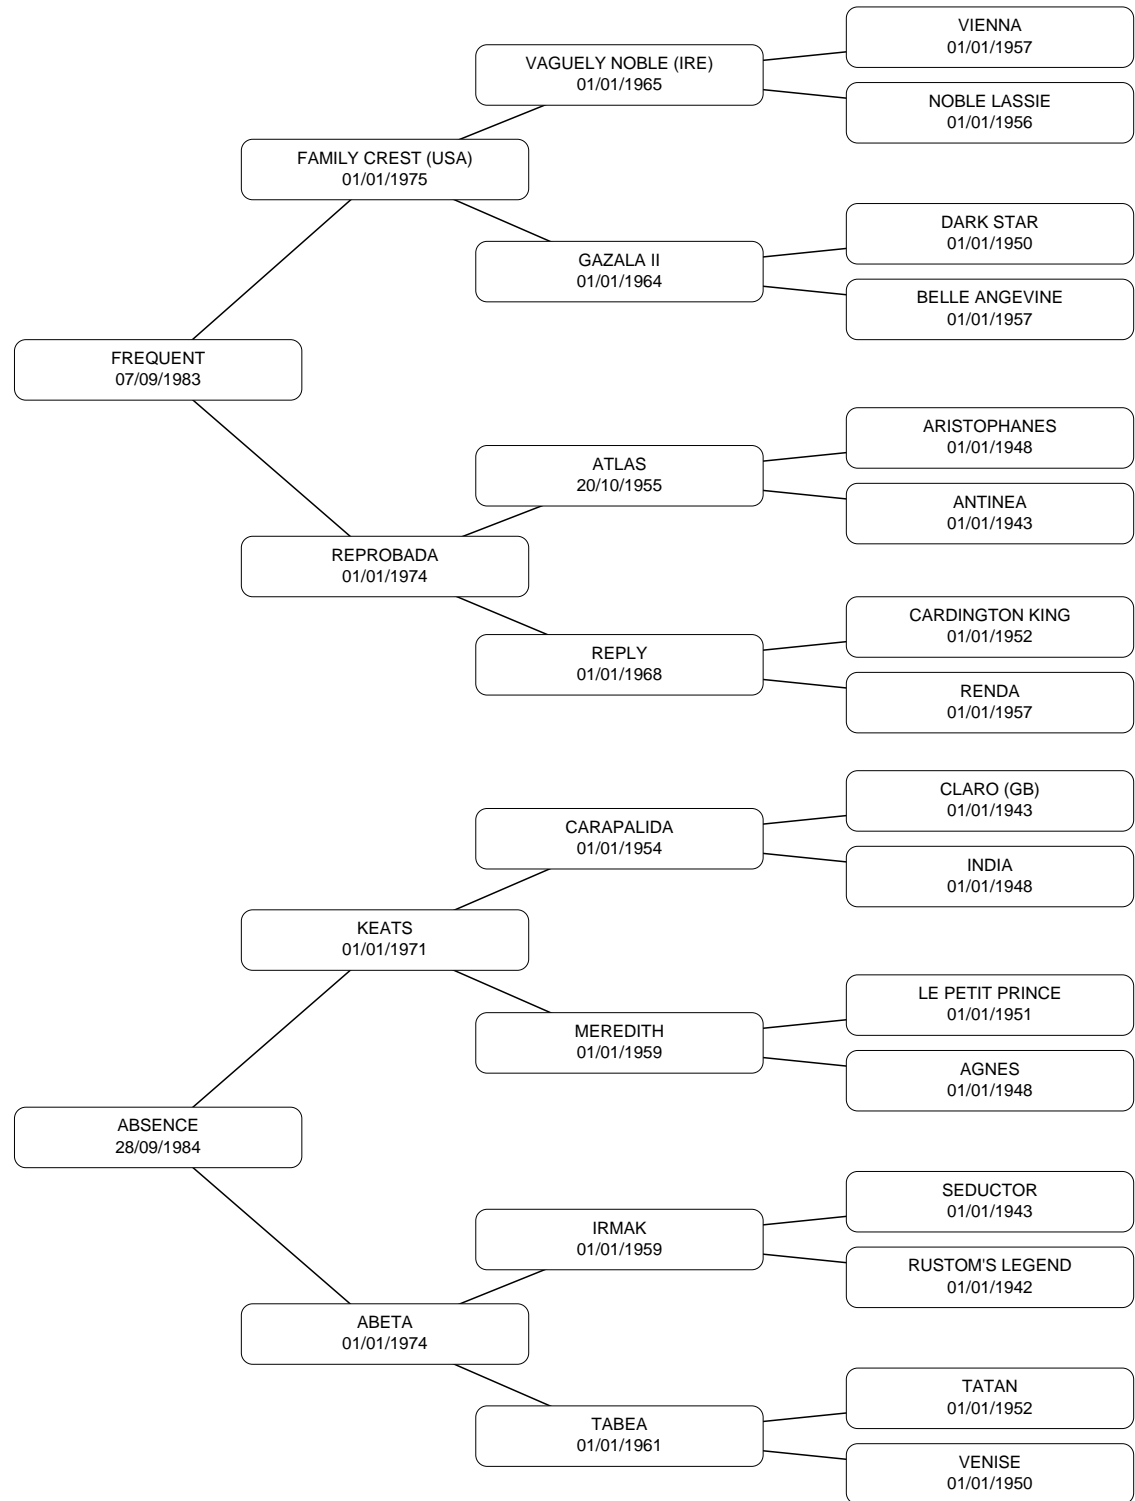 VIENNA
01/01/1957
VAGUELY NOBLE (IRE)
01/01/1965
NOBLE LASSIE
01/01/1956
FAMILY CREST (USA)
01/01/1975
DARK STAR
01/01/1950
GAZALA II
01/01/1964
BELLE ANGEVINE
01/01/1957
FREQUENT
07/09/1983
ARISTOPHANES
01/01/1948
ATLAS
20/10/1955
ANTINEA
01/01/1943
REPROBADA
01/01/1974
CARDINGTON KING
01/01/1952
REPLY
01/01/1968
RENDA
01/01/1957
CLARO (GB)
01/01/1943
CARAPALIDA
01/01/1954
INDIA
01/01/1948
KEATS
01/01/1971
LE PETIT PRINCE
01/01/1951
MEREDITH
01/01/1959
AGNES
01/01/1948
ABSENCE
28/09/1984
SEDUCTOR
01/01/1943
IRMAK
01/01/1959
RUSTOM'S LEGEND
01/01/1942
ABETA
01/01/1974
TATAN
01/01/1952
TABEA
01/01/1961
VENISE
01/01/1950